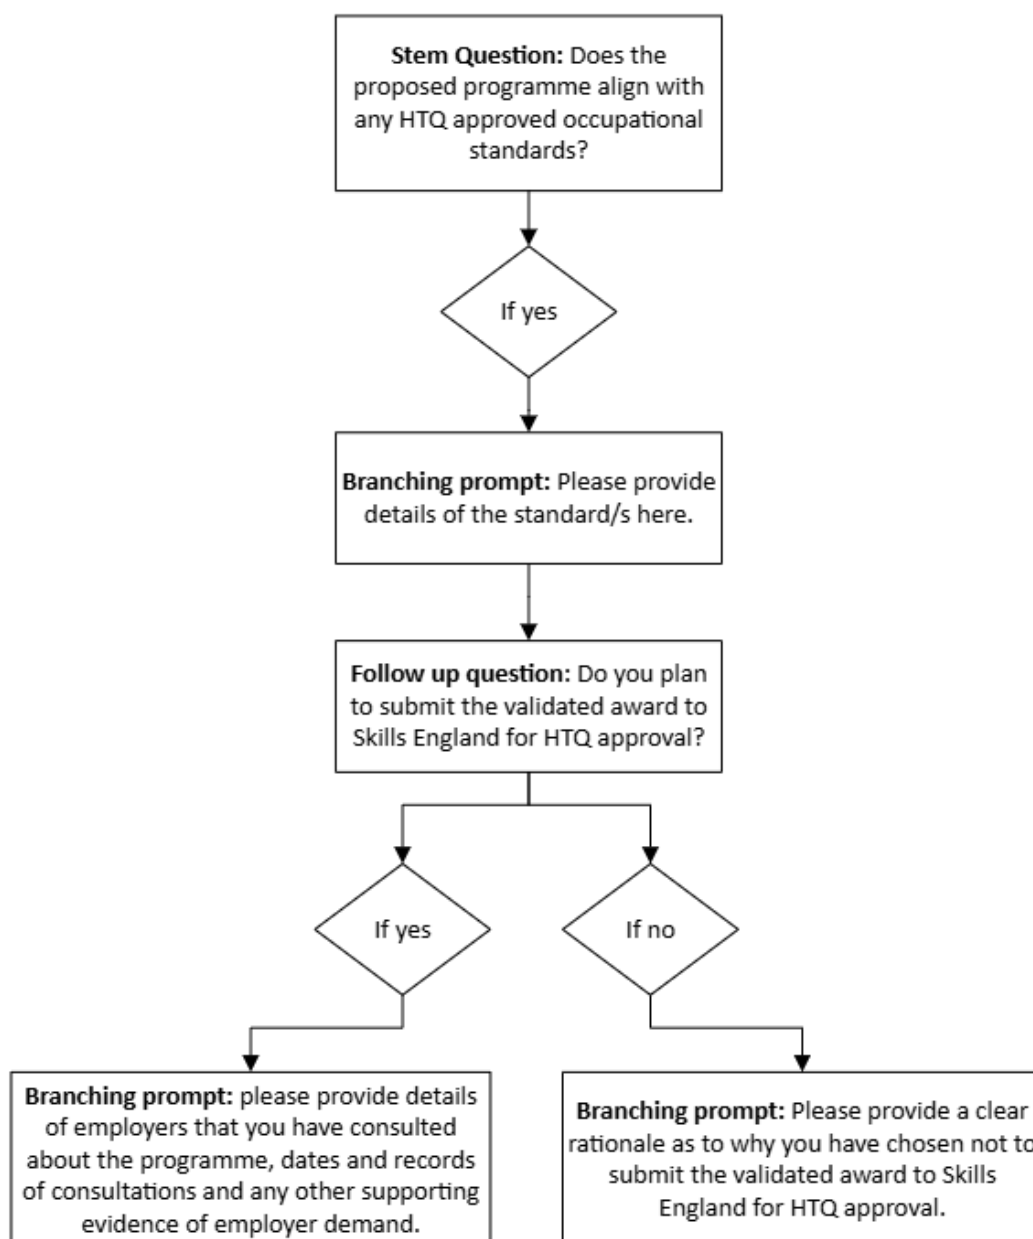 Stem Question: Does the
proposed programme align with
any HTQ approved occupational
standards?
If yes
Branching prompt: Please provide
details of the standard/s here.
Follow up question: Do you plan
to submit the validated award to
Skills England for HTQ approval?
If yes
If no
Branching prompt: please provide details
of employers that you have consulted
about the programme, dates and records
of consultations and any other supporting
evidence of employer demand.
Branching prompt: Please provide a clear
rationale as to why you have chosen not to
submit the validated award to Skills
England for HTQ approval.